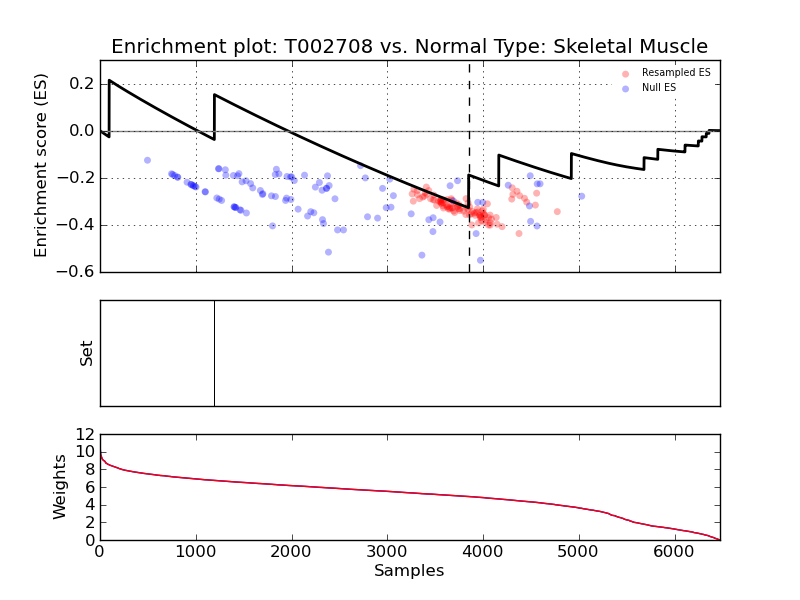 Enrichment plot: T002708 vs. Normal Type: Skeletal Muscle
Enrichment score (ES)
0.2
0.0
−0.2
−0.4
−0.6
Resampled ES
Null ES
Set
Weights
12
10
8
6
4
2
0
0 1000 2000 3000 4000 5000 6000
Samples